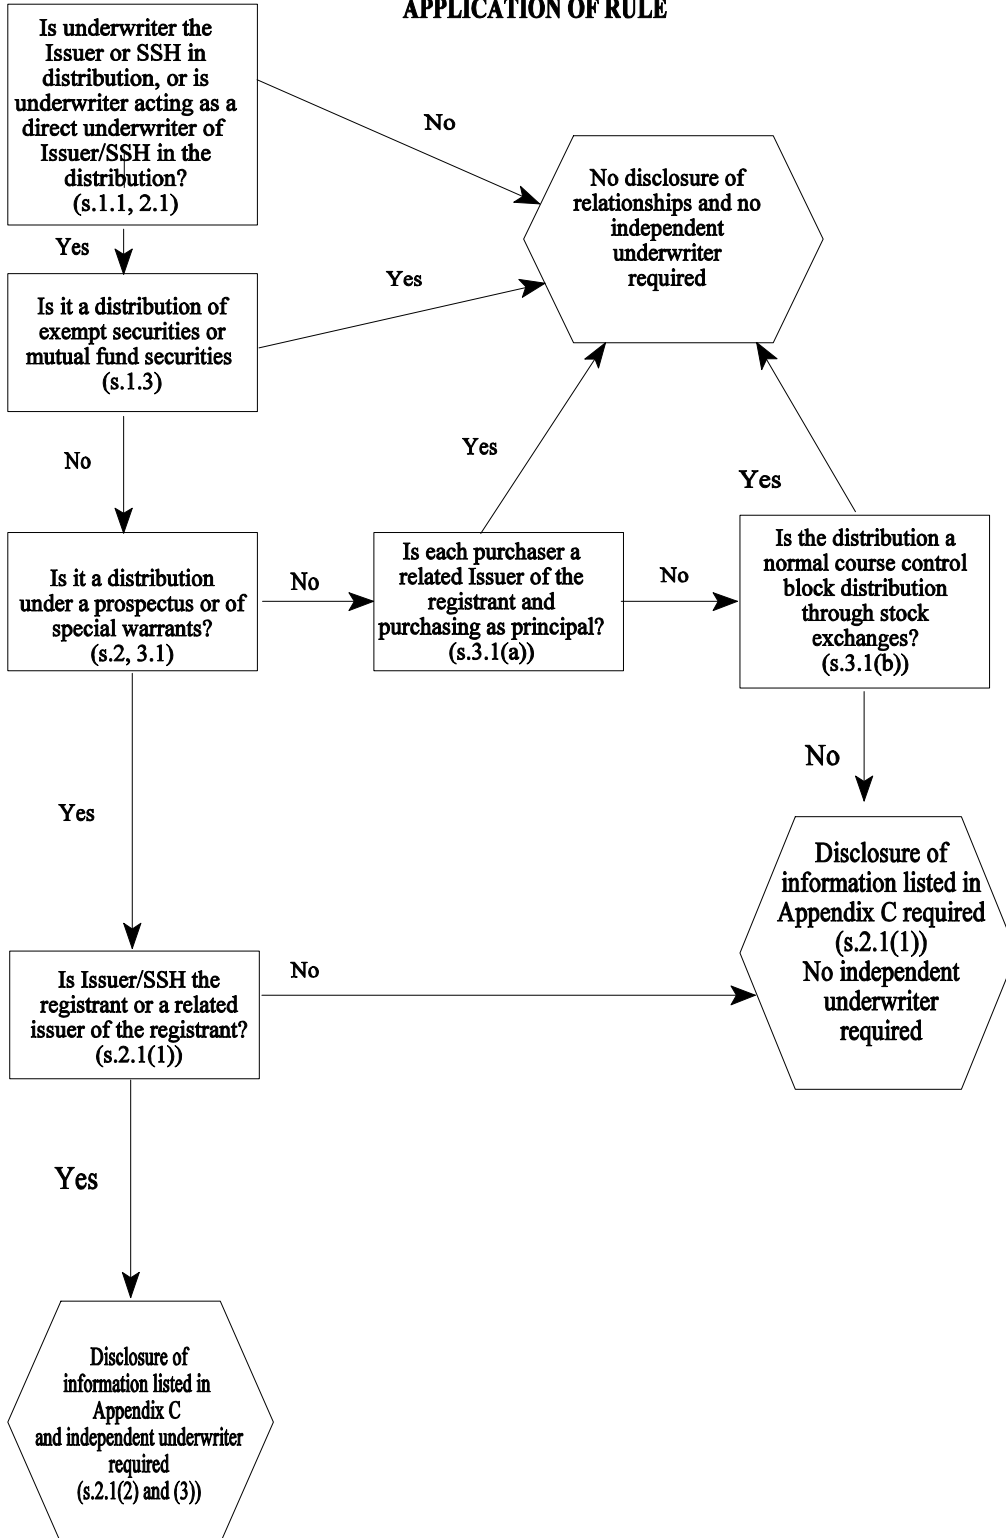 APPLICATION OF RULE
Is underwriter the
Issuer or SSH in
distribution, or is
underwriter acting as a
direct underwriter of
Issuer/SSH in the
distribution?
(s.1.1, 2.1)
No
No disclosure of
relationships and no
independent
underwriter
required
Yes
Is it a distribution of
exempt securities or
mutual fund securities
(s.1.3)
Yes
No
Yes
Yes
Is it a distribution
under a prospectus or of
special warrants?
(s.2, 3.1)
No
Is each purchaser a
related Issuer of the
registrant and
purchasing as principal?
(s.3.1(a))
No
Is the distribution a
normal course control
block distribution
through stock
exchanges?
(s.3.1(b))
No
Yes
Disclosure of
information listed in
Appendix C required
(s.2.1(1))
No independent
underwriter
required
Is Issuer/SSH the
registrant or a related
issuer of the registrant?
(s.2.1(1))
No
Yes
Disclosure of
information listed in
Appendix C
and independent underwriter
required
(s.2.1(2) and (3))